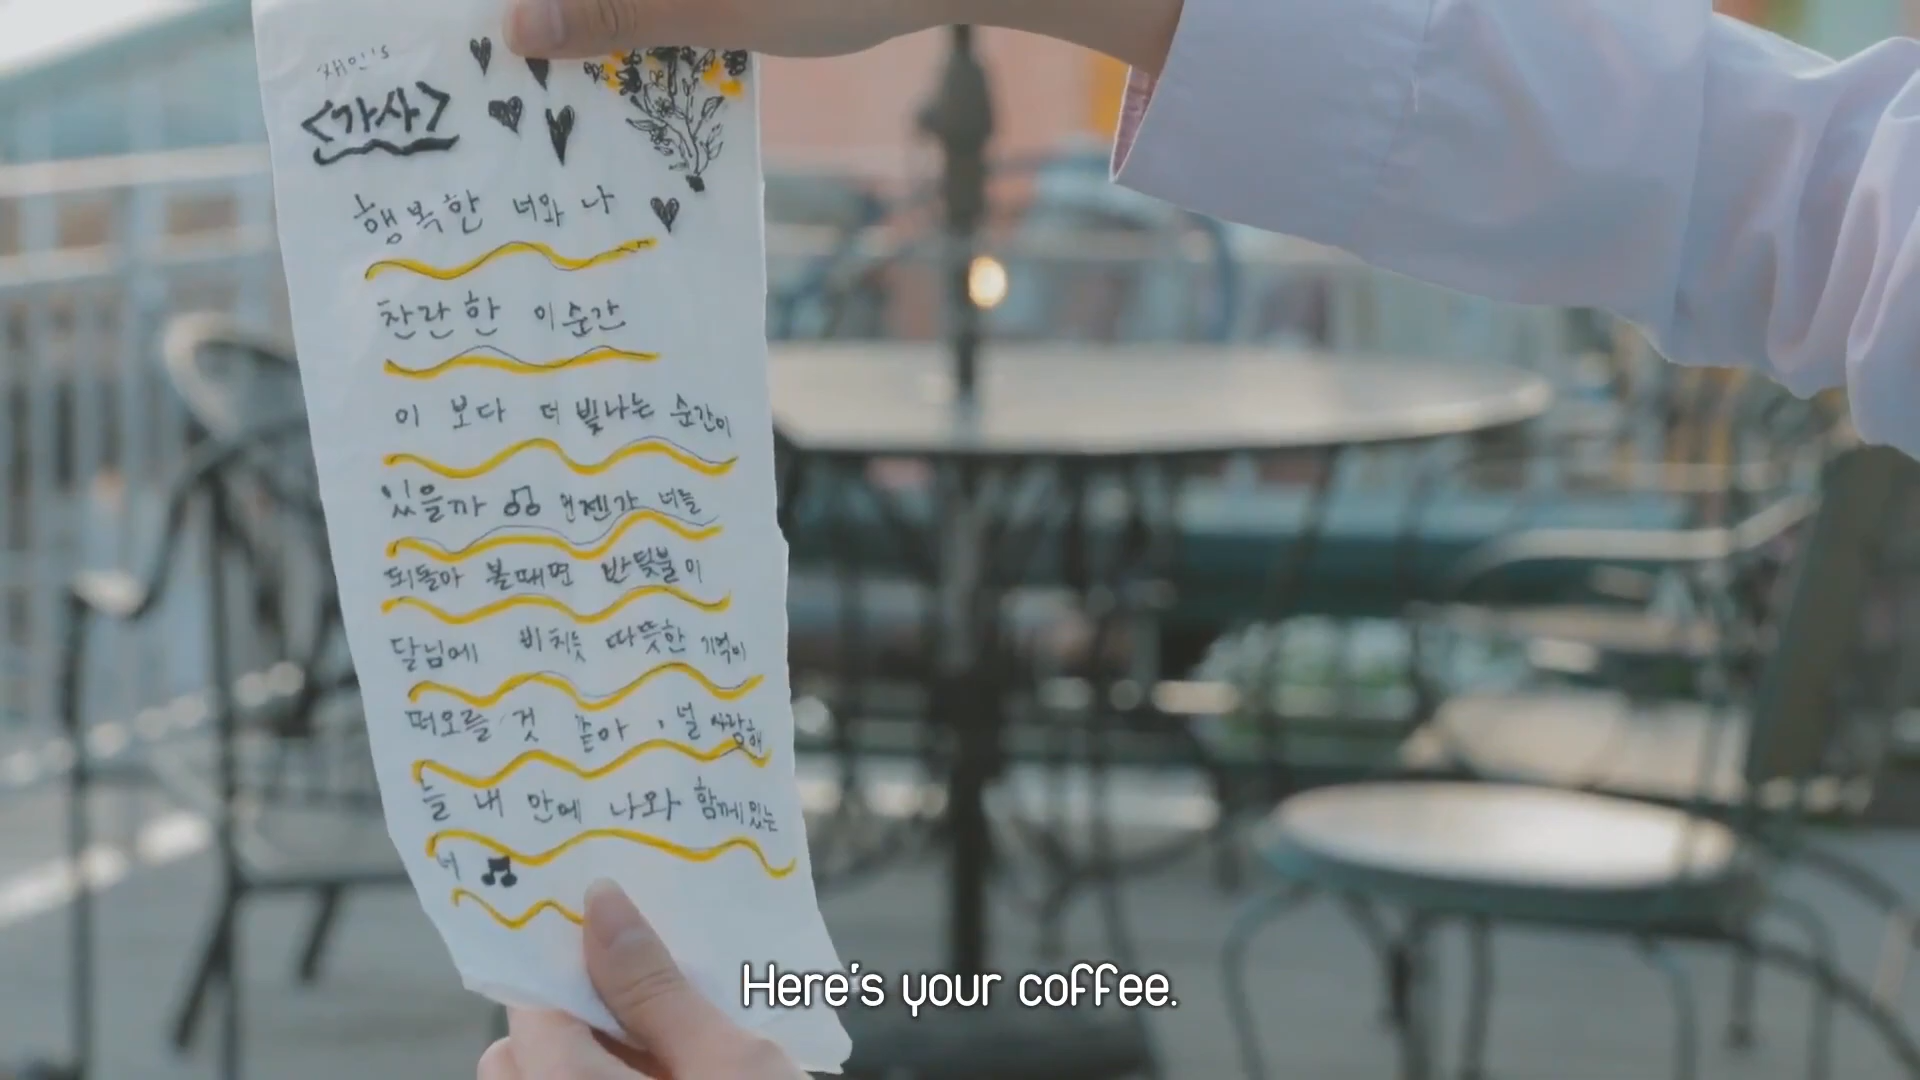 채인's
<가사>
행복한 너와 나
찬란한 이 순간
이 보다 더 빛나는 순간이
있을까 언젠가 너를
되돌아 볼때면 반딧불이
달님에 비치듯 따뜻한 기억이
떠오를 것 같아, 널 사랑해
늘 내 안에 나와 함께 있는
너
Here's your coffee.